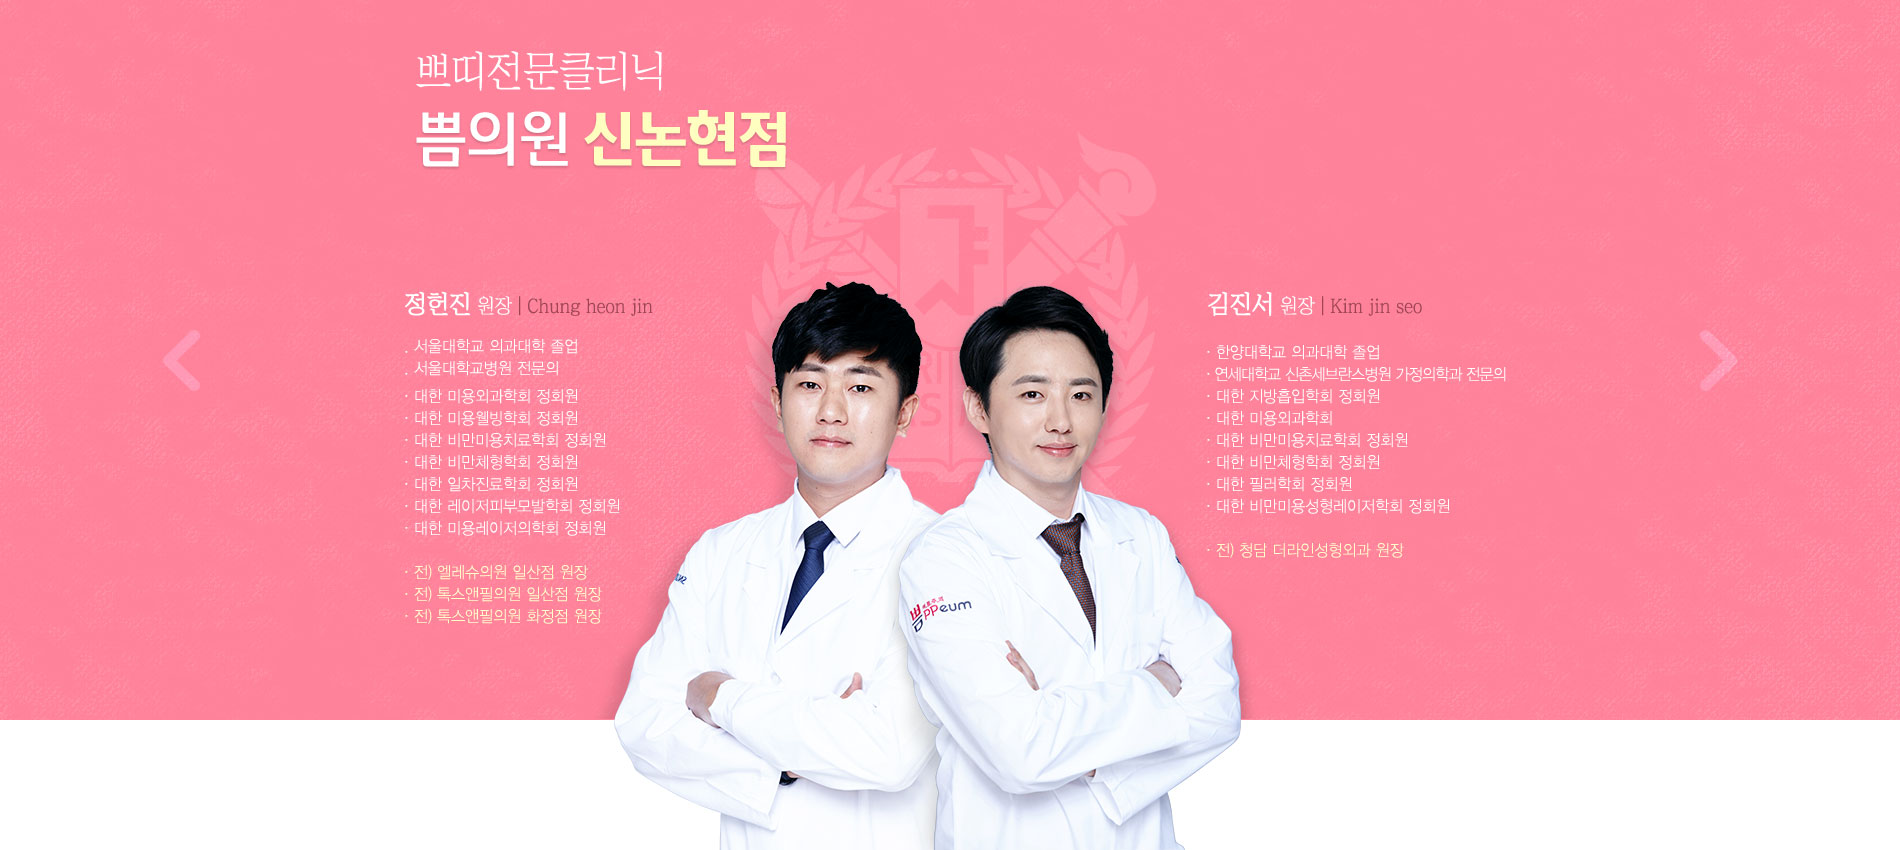 쁘띠전문클리닉
쁨의원 신논현점
정헌진 원장 | Chung heon jin
. 서울대학교 의과대학 졸업
. 서울대학교병원 전문의
· 대한 미용외과학회 정회원
· 대한 미용웰빙학회 정회원
· 대한 비만미용치료학회 정회원
· 대한 비만체형학회 정회원
· 대한 일차진료학회 정회원
· 대한 레이저피부모발학회 정회원
· 대한 미용레이저의학회 정회원
· 전) 엘레슈의원 일산점 원장
· 전) 톡스앤필의원 일산점 원장
· 전) 톡스앤필의원 화정점 원장
김진서 원장 | Kim jin seo
· 한양대학교 의과대학 졸업
· 연세대학교 신촌세브란스병원 가정의학과 전문의
· 대한 지방흡입학회 정회원
· 대한 미용외과학회
· 대한 비만미용치료학회 정회원
· 대한 비만체형학회 정회원
· 대한 필러학회 정회원
· 대한 비만미용성형레이저학회 정회원
· 전) 청담 더라인성형외과 원장
쁨 PPeum